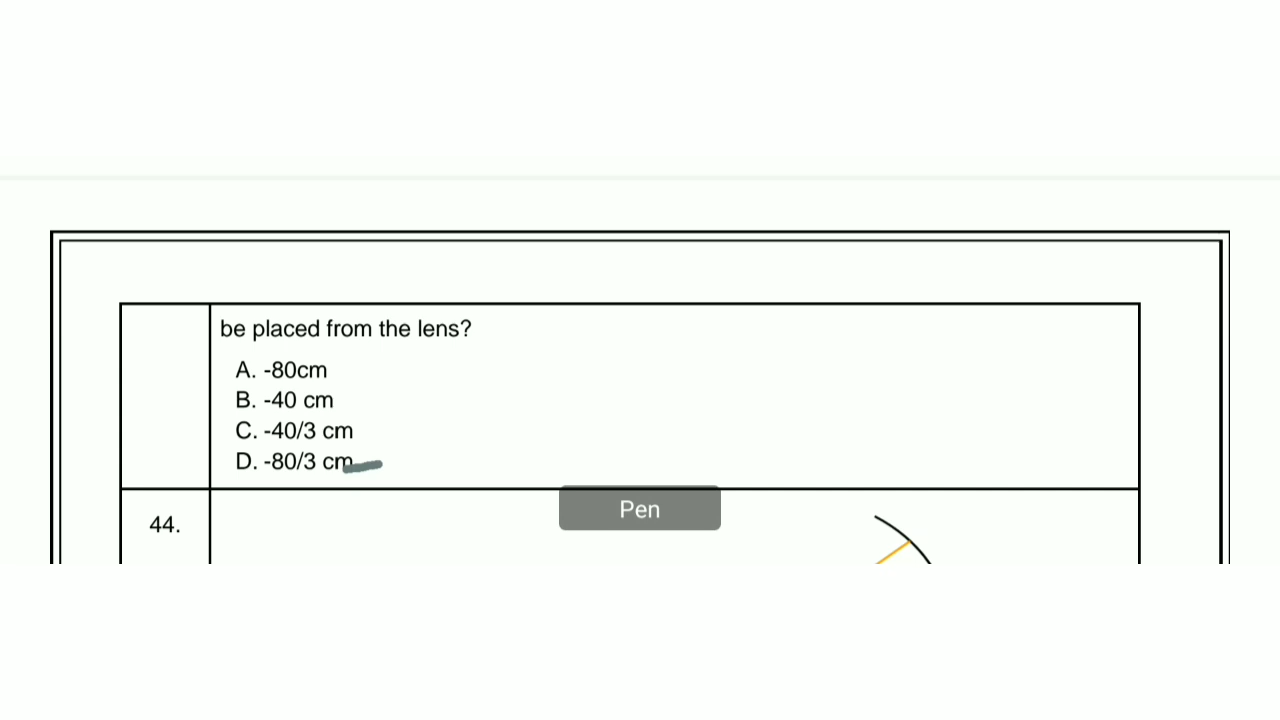 be placed from the lens?
A. -80cm
B. -40 cm
C. -40/3 cm
D. -80/3 cm
44.
Pen